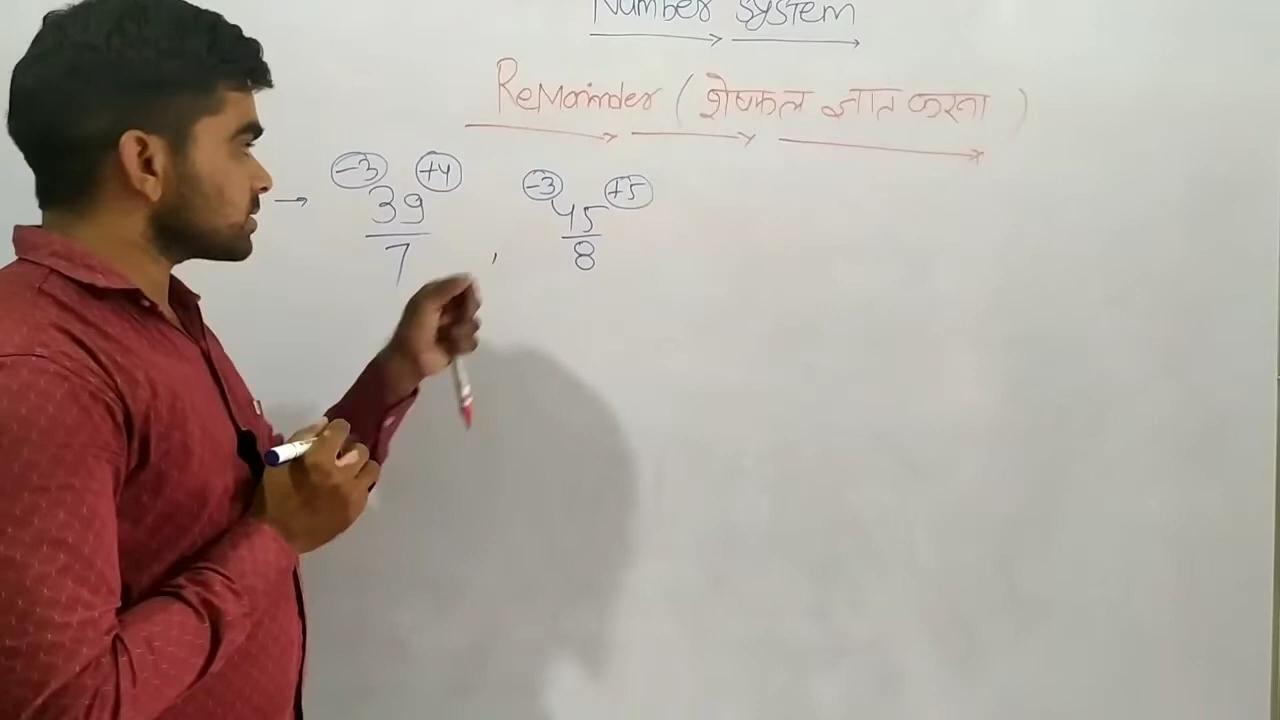 Number System
Remainder (शेषफल ज्ञात करना)
→ -3 39 +4 , -3 45 +5
7 8